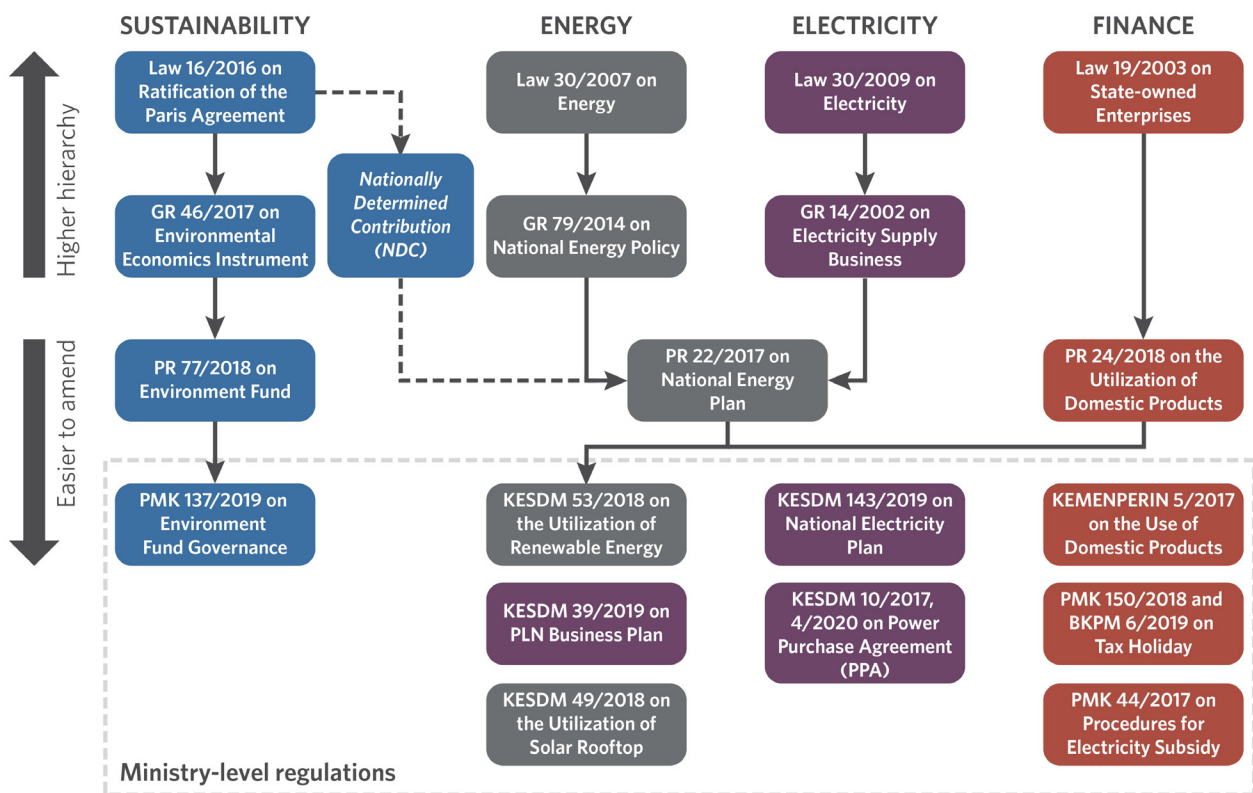 SUSTAINABILITY
ENERGY
ELECTRICITY
FINANCE
Higher hierarchy
Easier to amend
Law 16/2016 on
Ratification of the
Paris Agreement
Law 30/2007 on
Energy
Law 30/2009 on
Electricity
Law 19/2003 on
State-owned
Enterprises
Nationally
Determined
Contribution
(NDC)
GR 46/2017 on
Environmental
Economics Instrument
GR 79/2014 on
National Energy Policy
GR 14/2002 on
Electricity Supply
Business
PR 77/2018 on
Environment Fund
PR 22/2017 on
National Energy
Plan
PR 24/2018 on the
Utilization of
Domestic Products
PMK 137/2019 on
Environment
Fund Governance
KESDM 53/2018 on
the Utilization of
Renewable Energy
KESDM 143/2019 on
National Electricity
Plan
KEMENPERIN 5/2017
on the Use of
Domestic Products
KESDM 39/2019 on
PLN Business Plan
KESDM 10/2017,
4/2020 on Power
Purchase Agreement
(PPA)
PMK 150/2018 and
BKPM 6/2019 on
Tax Holiday
KESDM 49/2018 on
the Utilization of
Solar Rooftop
PMK 44/2017 on
Procedures for
Electricity Subsidy
Ministry-level regulations